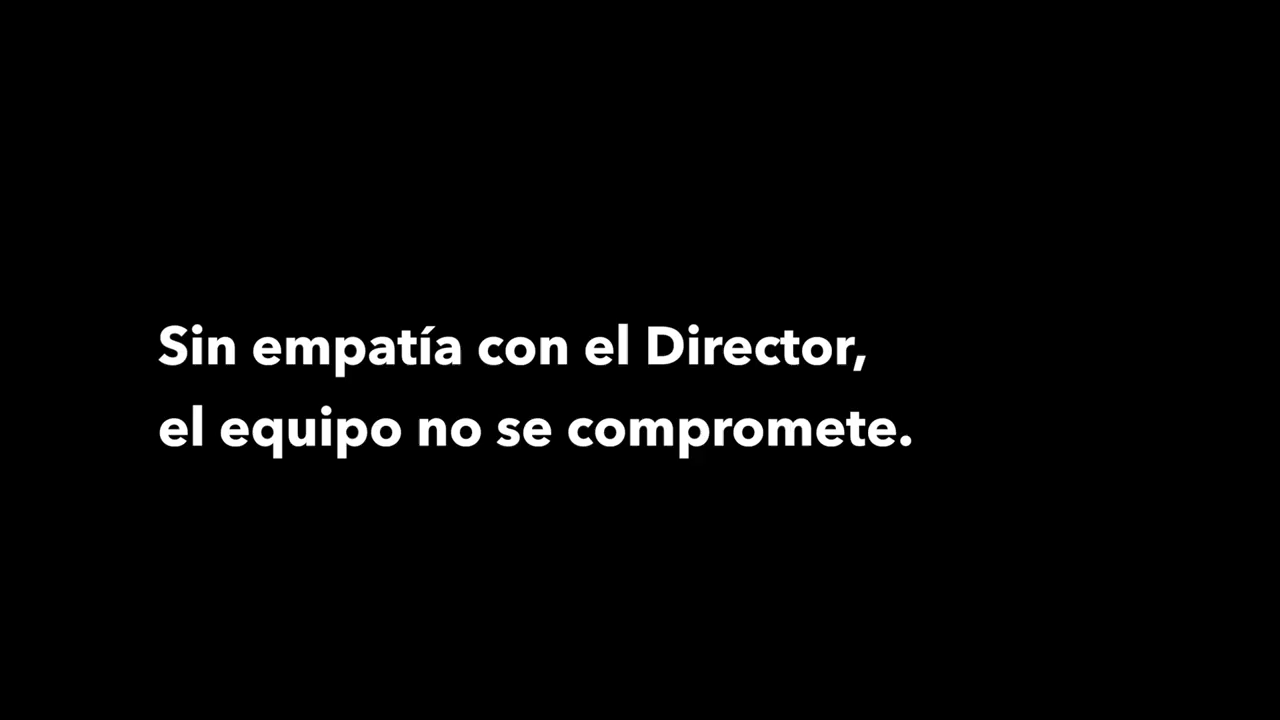 Sin empatía con el Director,
el equipo no se compromete.